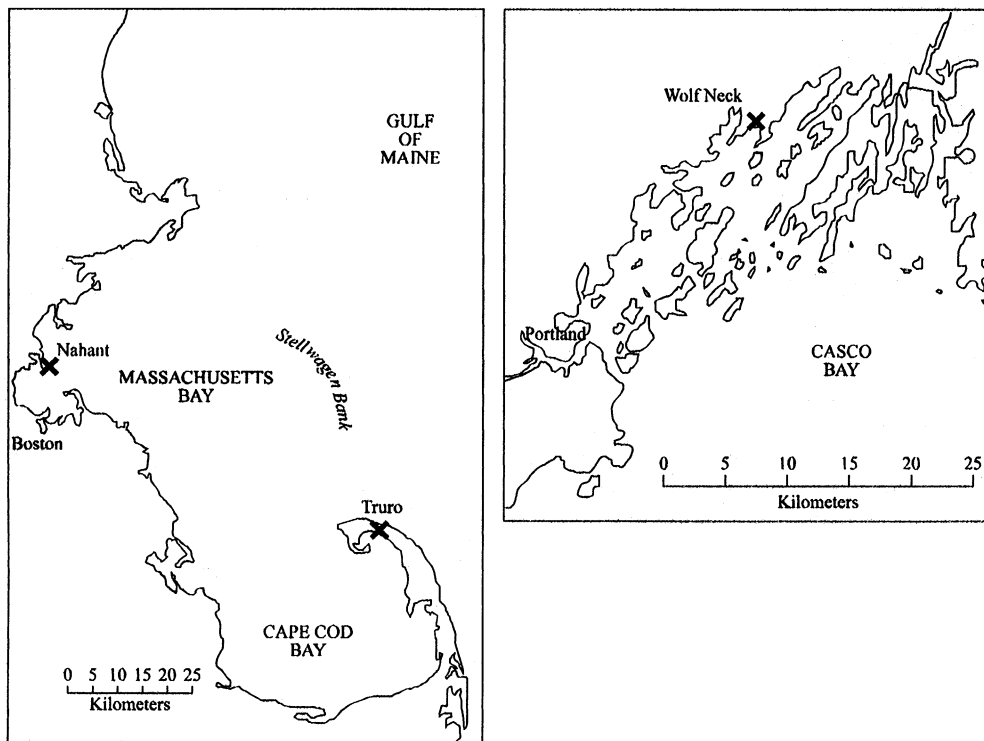 GULF
OF
MAINE
Nahant
MASSACHUSETTS
BAY
Stellwagen Bank
Boston
Truro
CAPE COD
BAY
0 5 10 15 20 25
Kilometers
Wolf Neck
Portland
CASCO
BAY
0 5 10 15 20 25
Kilometers